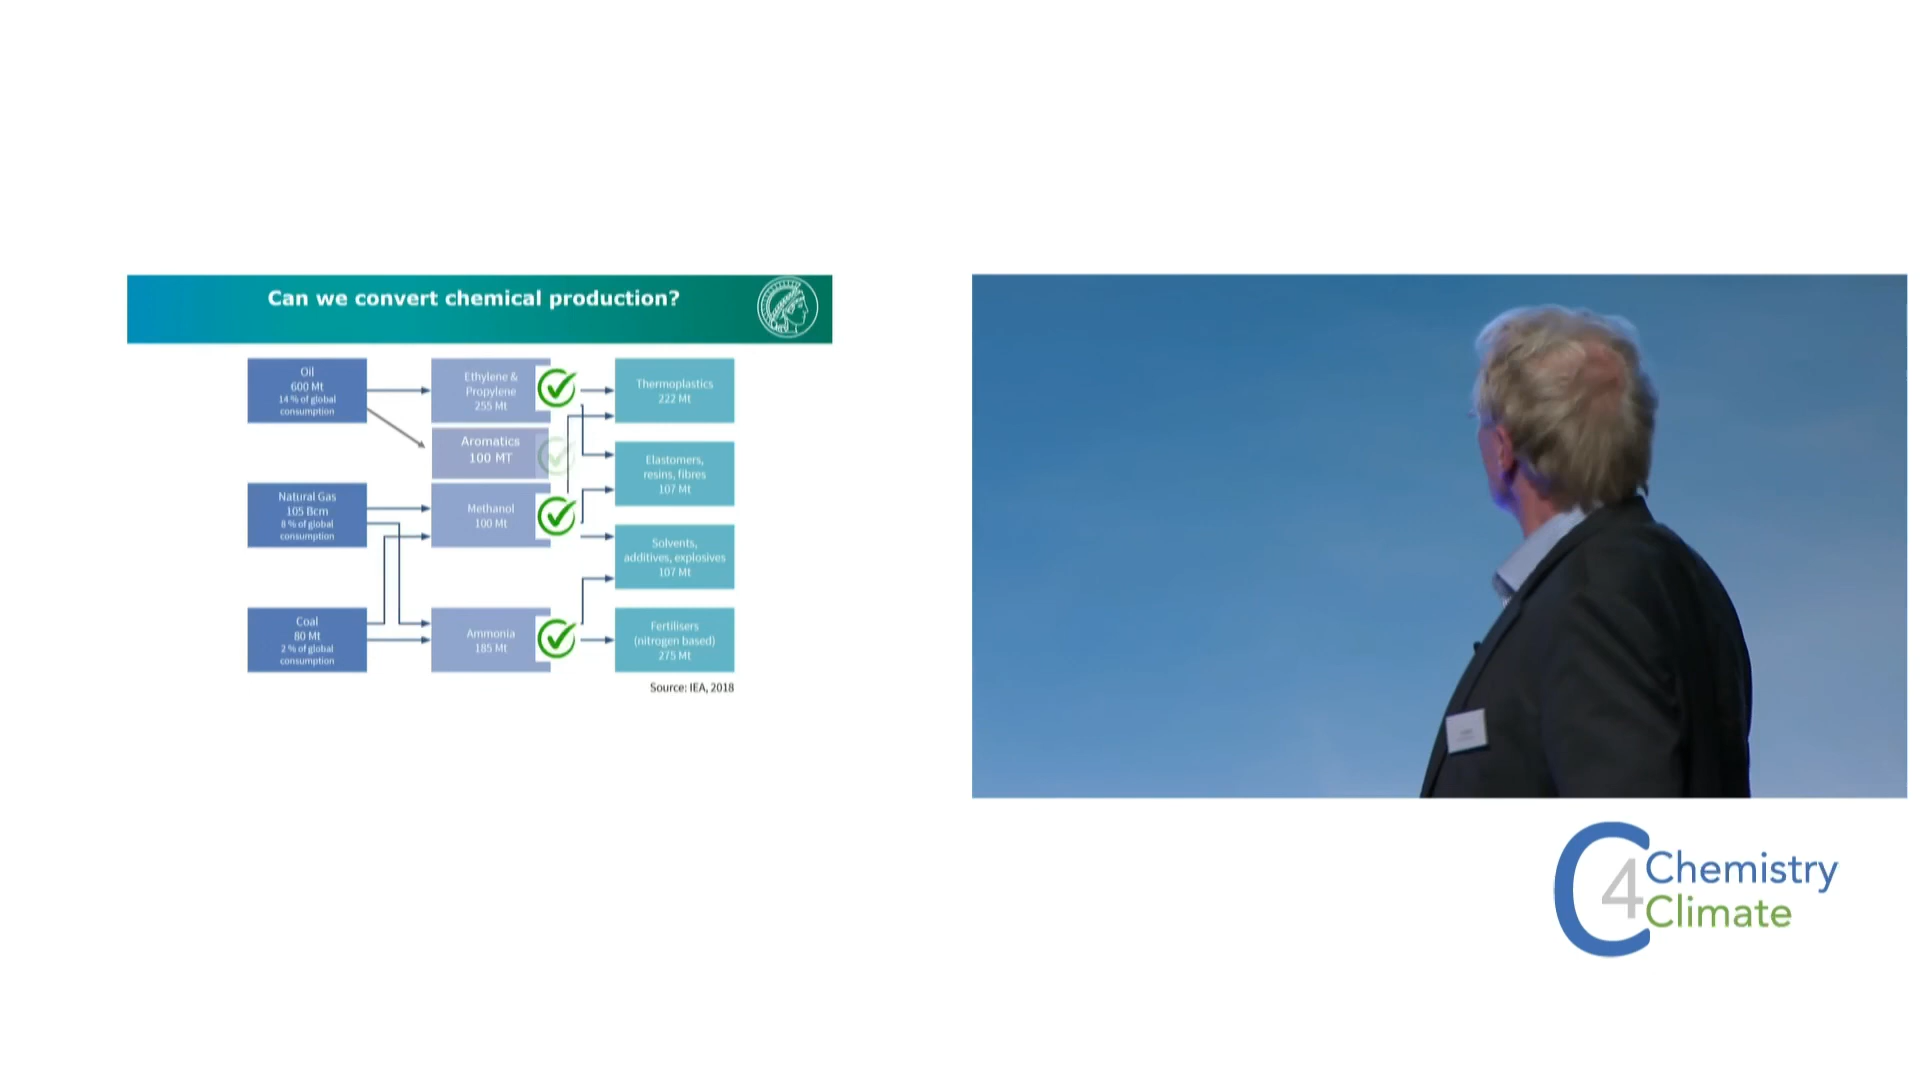 Can we convert chemical production?
Oil
600 Mt
14 % of global
consumption
Ethylene &
Propylene
255 Mt
Thermoplastics
222 Mt
Aromatics
100 MT
Elastomers,
resins, fibres
107 Mt
Natural Gas
105 Bcm
8 % of global
consumption
Methanol
100 Mt
Solvents,
additives, explosives
107 Mt
Coal
80 Mt
2 % of global
consumption
Ammonia
185 Mt
Fertilisers
(nitrogen based)
275 Mt
Source: IEA, 2018
C4 Chemistry
Climate